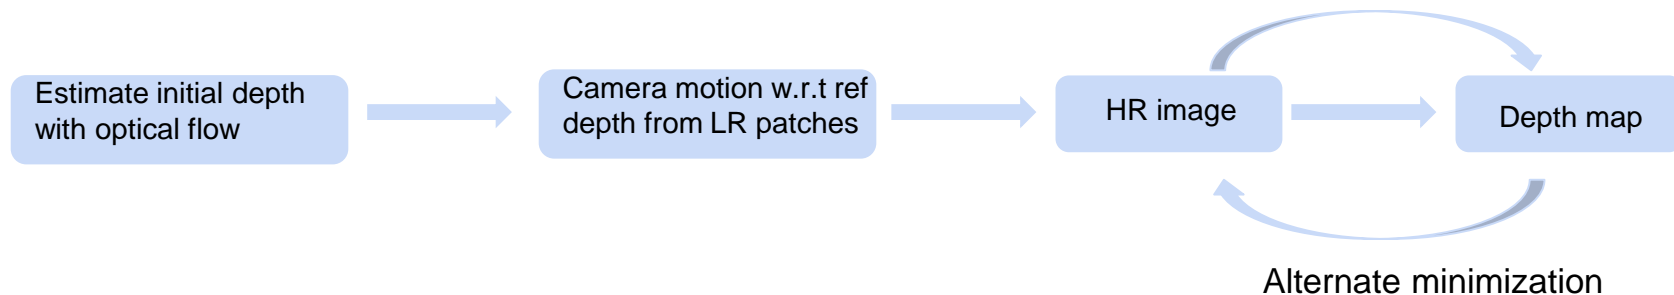 Estimate initial depth
with optical flow
Camera motion w.r.t ref
depth from LR patches
HR image
Depth map
Alternate minimization